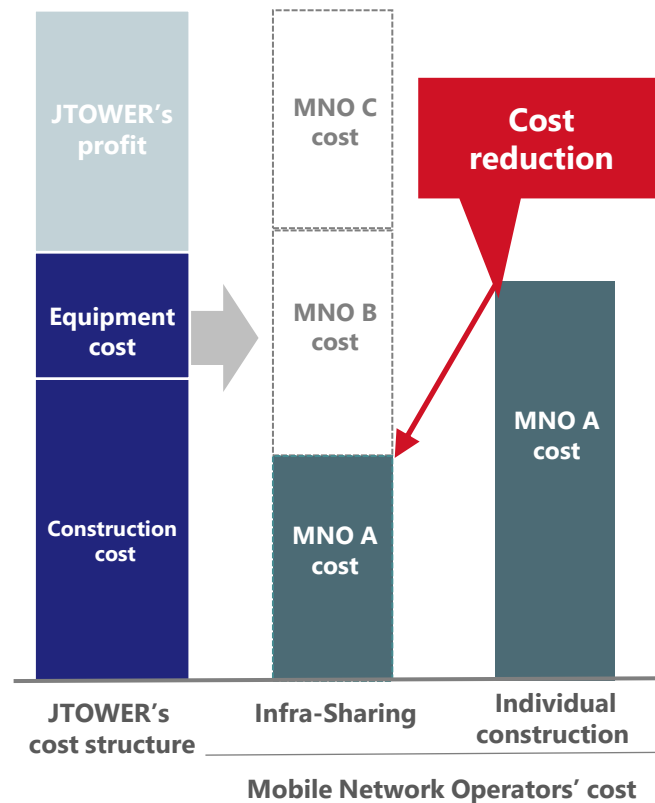 JTOWER’s
profit
Equipment
cost
Construction
cost
MNO C
cost
MNO B
cost
MNO A
cost
Cost
reduction
MNO A
cost
JTOWER’s
cost structure
Infra-Sharing
Individual
construction
Mobile Network Operators’ cost